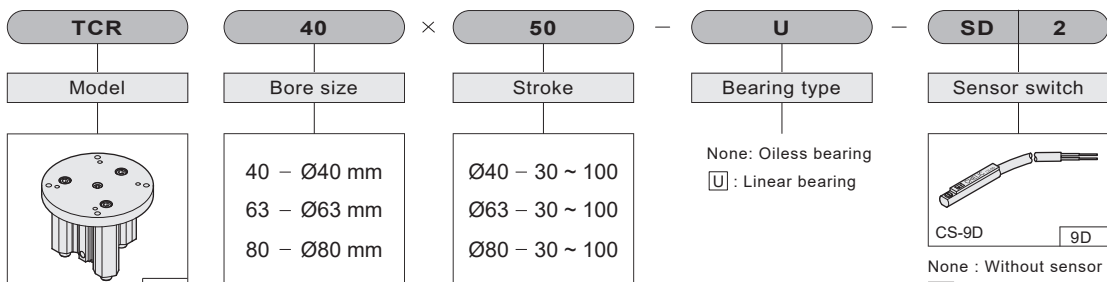 TCR 40 × 50 – U – SD 2
Model
Bore size
Stroke
Bearing type
Sensor switch
40 – Ø40 mm
63 – Ø63 mm
80 – Ø80 mm
Ø40 – 30 ~ 100
Ø63 – 30 ~ 100
Ø80 – 30 ~ 100
None: Oiless bearing
U : Linear bearing
CS-9D
9D
None : Without sensor